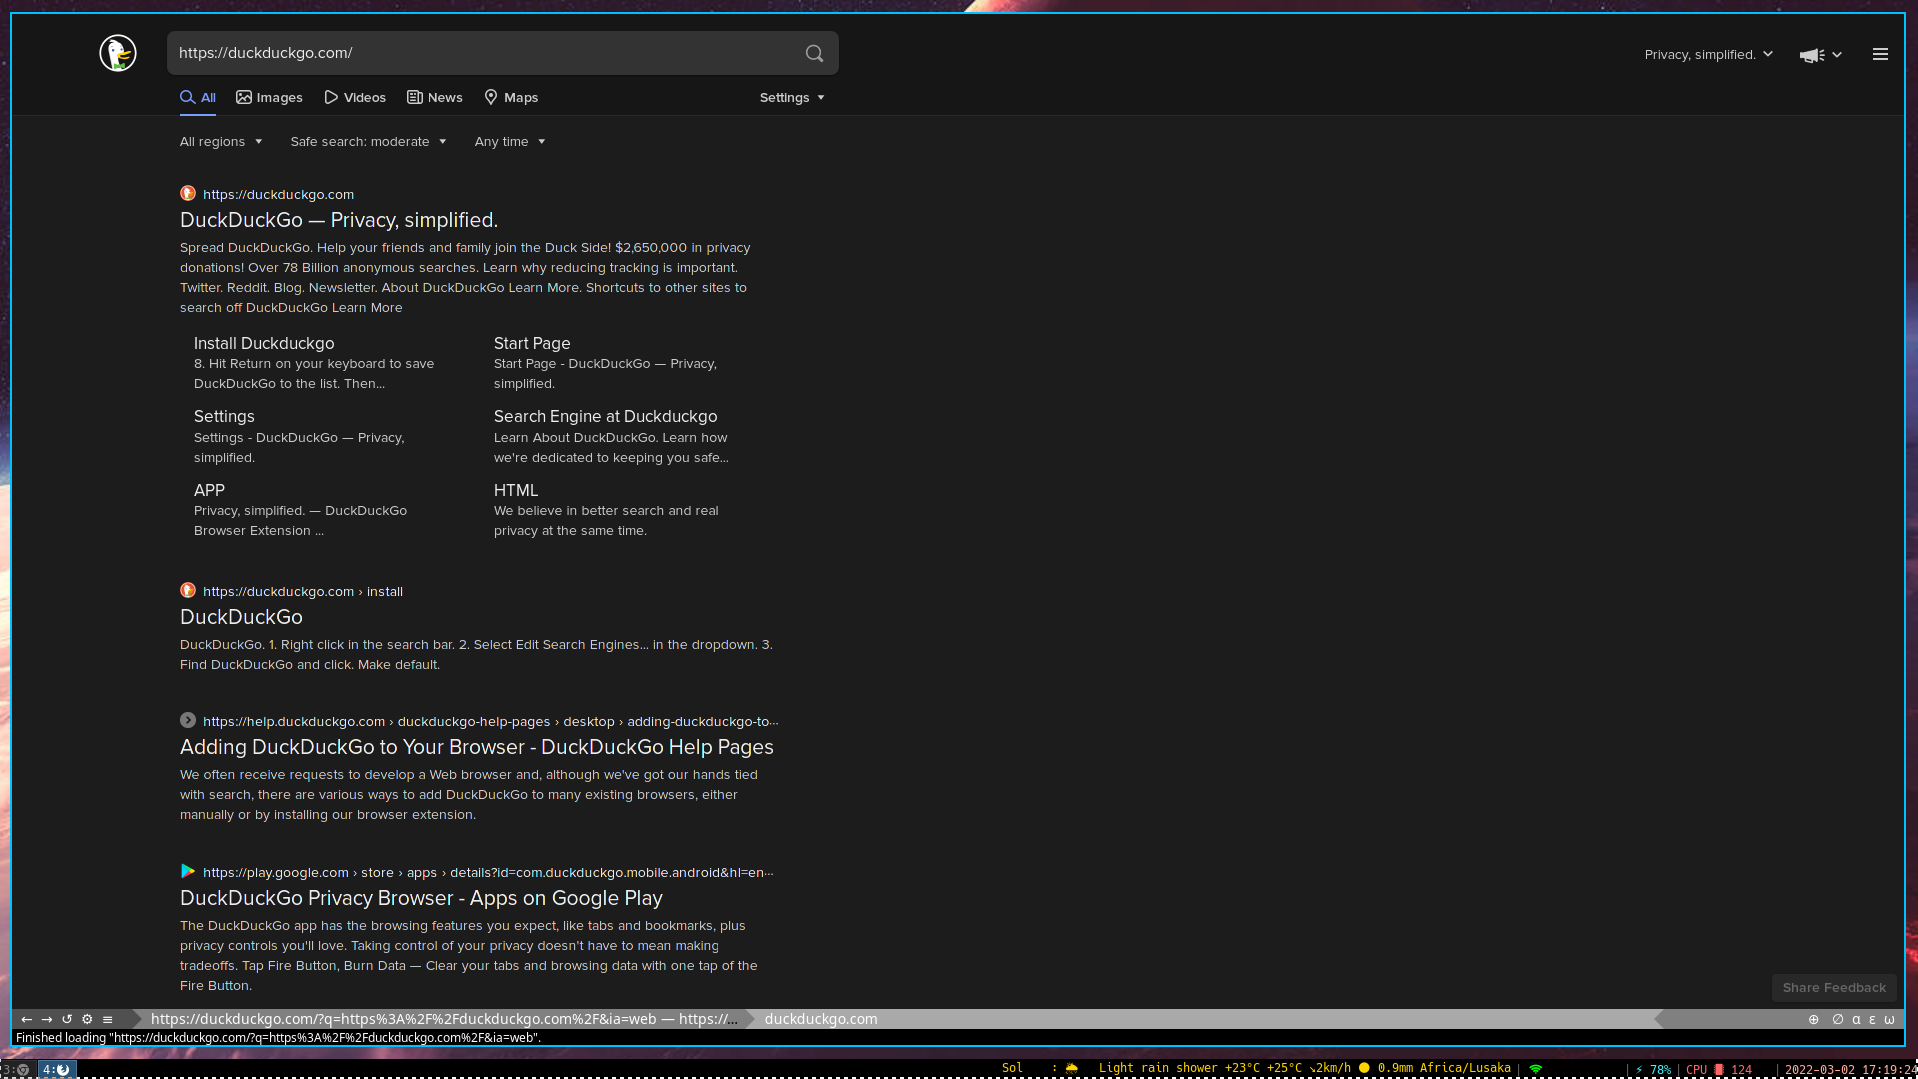 https://duckduckgo.com/
Privacy, simplified.
All Images Videos News Maps Settings
All regions Safe search: moderate Any time
https://duckduckgo.com
DuckDuckGo — Privacy, simplified.
Spread DuckDuckGo. Help your friends and family join the Duck Side! $2,650,000 in privacy
donations! Over 78 Billion anonymous searches. Learn why reducing tracking is important.
Twitter. Reddit. Blog. Newsletter. About DuckDuckGo Learn More. Shortcuts to other sites to
search off DuckDuckGo Learn More
Install Duckduckgo
8. Hit Return on your keyboard to save
DuckDuckGo to the list. Then...
Start Page
Start Page - DuckDuckGo — Privacy,
simplified.
Settings
Settings - DuckDuckGo — Privacy,
simplified.
Search Engine at Duckduckgo
Learn About DuckDuckGo. Learn how
we're dedicated to keeping you safe...
APP
Privacy, simplified. — DuckDuckGo
Browser Extension ...
HTML
We believe in better search and real
privacy at the same time.
https://duckduckgo.com › install
DuckDuckGo
DuckDuckGo. 1. Right click in the search bar. 2. Select Edit Search Engines... in the dropdown. 3.
Find DuckDuckGo and click. Make default.
https://help.duckduckgo.com › duckduckgo-help-pages › desktop › adding-duckduckgo-to...
Adding DuckDuckGo to Your Browser - DuckDuckGo Help Pages
We often receive requests to develop a Web browser and, although we've got our hands tied
with search, there are various ways to add DuckDuckGo to many existing browsers, either
manually or by installing our browser extension.
https://play.google.com › store › apps › details?id=com.duckduckgo.mobile.android&hl=en...
DuckDuckGo Privacy Browser - Apps on Google Play
The DuckDuckGo app has the browsing features you expect, like tabs and bookmarks, plus
privacy controls you'll love. Taking control of your privacy doesn't have to mean making
tradeoffs. Tap Fire Button, Burn Data — Clear your tabs and browsing data with one tap of the
Fire Button.
Share Feedback
← → ↺ ⚙ ≡ https://duckduckgo.com/?q=https%3A%2F%2Fduckduckgo.com%2F&ia=web — https://... duckduckgo.com ⊕ ∅ α ε ω
Finished loading "https://duckduckgo.com/?q=https%3A%2F%2Fduckduckgo.com%2F&ia=web".
3: 4: Sol : Light rain shower +23°C +25°C ↘2km/h 0.9mm Africa/Lusaka | | ⚡ 78% | CPU 124 | 2022-03-02 17:19:24